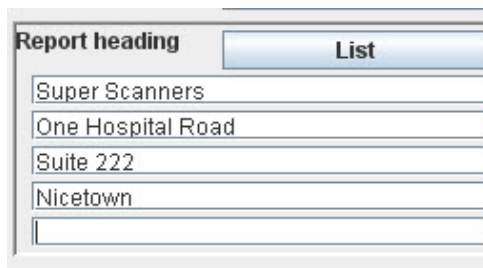 Report heading List
Super Scanners
One Hospital Road
Suite 222
Nicetown